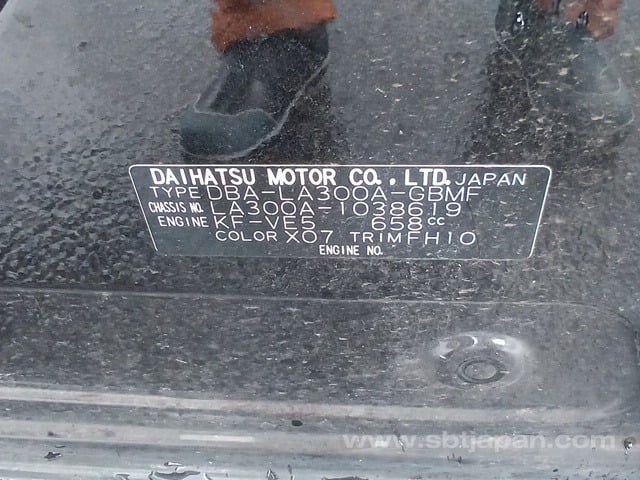 DAIHATSU MOTOR CO., LTD. JAPAN
TYPE DBA-LA300A-GBMF
CHASSIS NO. LA300A-1038619
ENGINE KF-VE5 658cc
COLOR X07 TRIM FH10
ENGINE NO.
www.sbtjapan.com